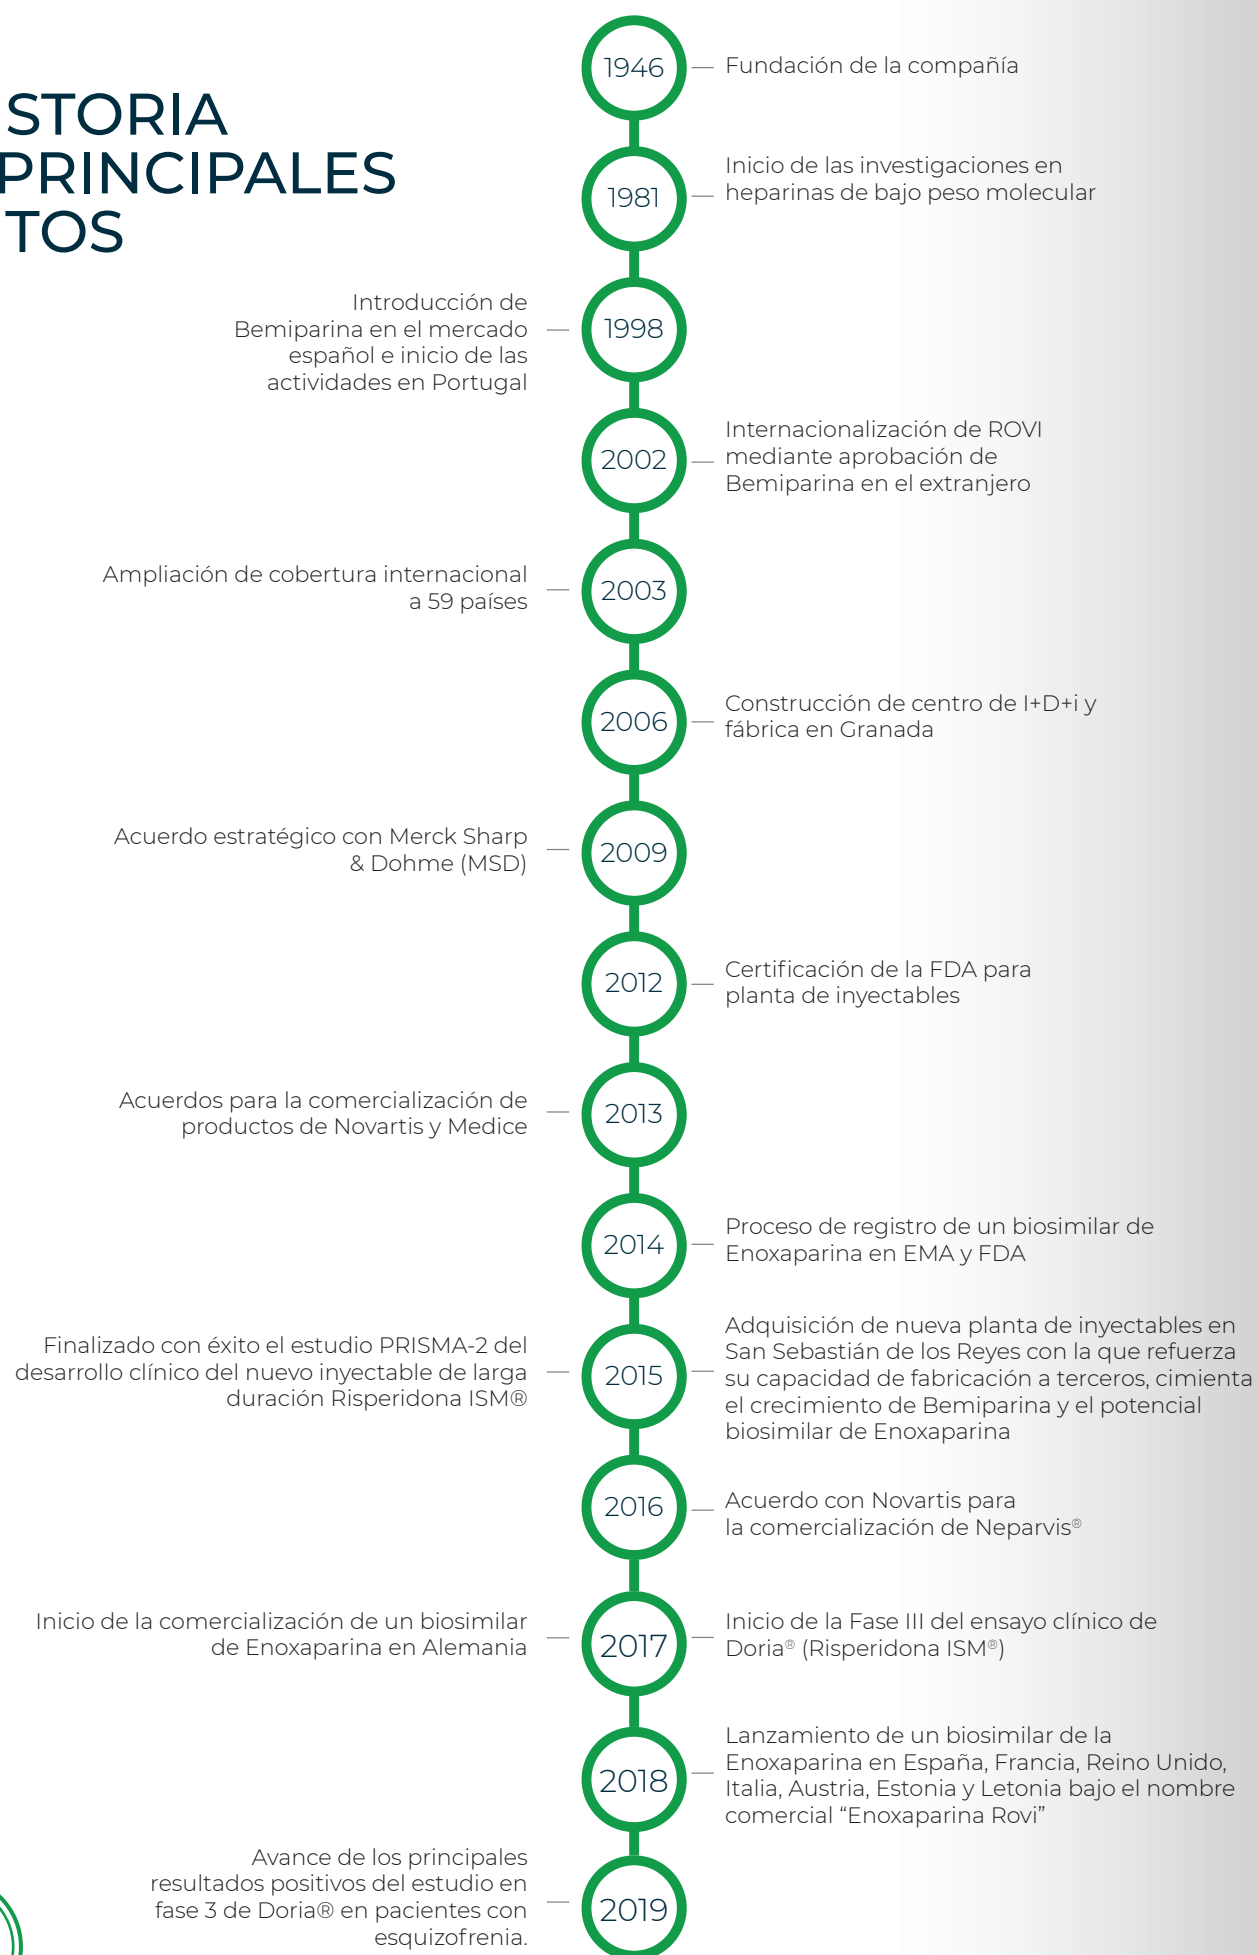 STORIA
PRINCIPALES
TOS
1946
Fundación de la compañía
1981
Inicio de las investigaciones en
heparinas de bajo peso molecular
Introducción de
Bemiparina en el mercado
español e inicio de las
actividades en Portugal
1998
2002
Internacionalización de ROVI
mediante aprobación de
Bemiparina en el extranjero
Ampliación de cobertura internacional
a 59 países
2003
2006
Construcción de centro de I+D+i y
fábrica en Granada
Acuerdo estratégico con Merck Sharp
& Dohme (MSD)
2009
2012
Certificación de la FDA para
planta de inyectables
Acuerdos para la comercialización de
productos de Novartis y Medice
2013
2014
Proceso de registro de un biosimilar de
Enoxaparina en EMA y FDA
Finalizado con éxito el estudio PRISMA-2 del
desarrollo clínico del nuevo inyectable de larga
duración Risperidona ISM®
2015
Adquisición de nueva planta de inyectables en
San Sebastián de los Reyes con la que refuerza
su capacidad de fabricación a terceros, cimienta
el crecimiento de Bemiparina y el potencial
biosimilar de Enoxaparina
2016
Acuerdo con Novartis para
la comercialización de Neparvis®
Inicio de la comercialización de un biosimilar
de Enoxaparina en Alemania
2017
Inicio de la Fase III del ensayo clínico de
Doria® (Risperidona ISM®)
2018
Lanzamiento de un biosimilar de la
Enoxaparina en España, Francia, Reino Unido,
Italia, Austria, Estonia y Letonia bajo el nombre
comercial “Enoxaparina Rovi”
Avance de los principales
resultados positivos del estudio en
fase 3 de Doria® en pacientes con
esquizofrenia.
2019